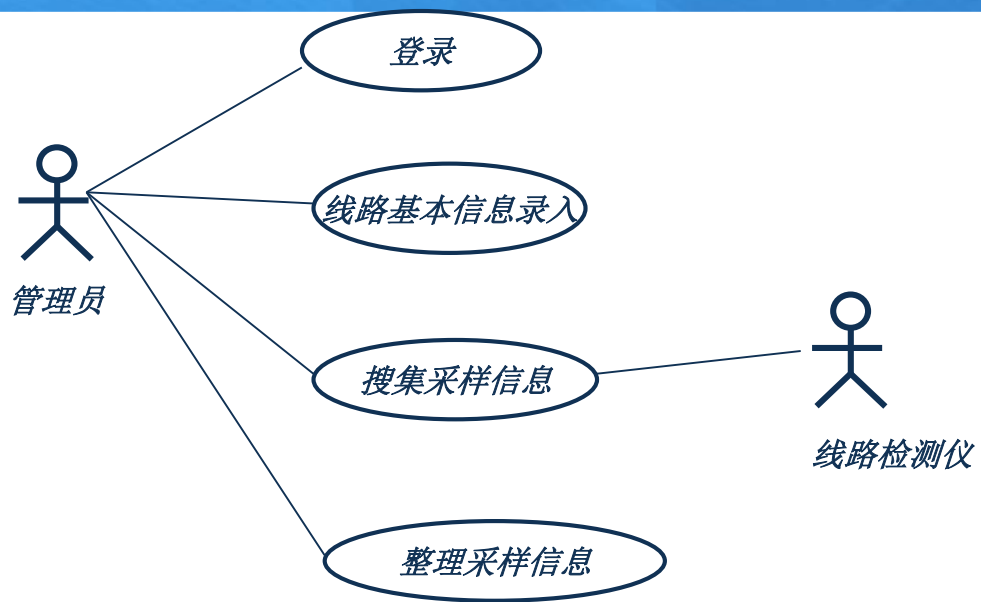 登录
线路基本信息录入
管理员
搜集采样信息
线路检测仪
整理采样信息